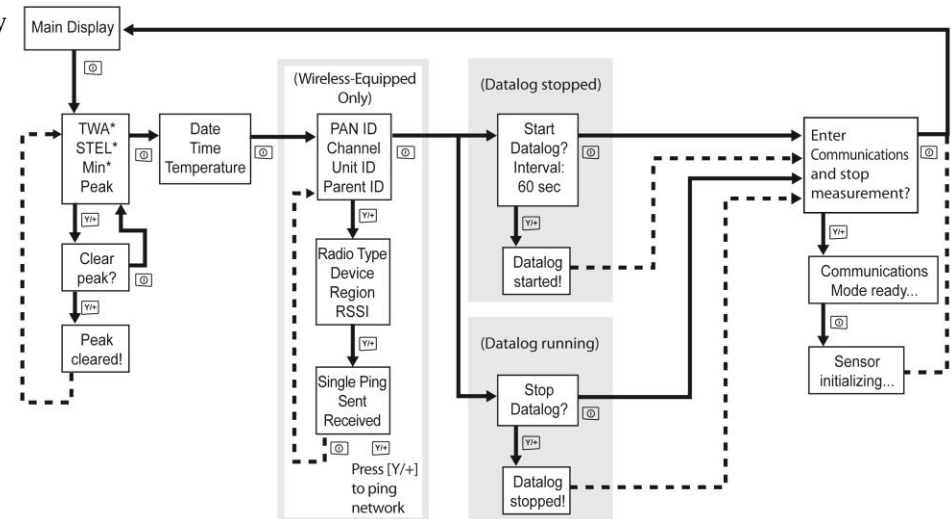 y
Main Display
TWA*
STEL*
Min*
Peak
Y/+
Clear
peak?
Y/+
Peak
cleared!
Date
Time
Temperature
(Wireless-Equipped
Only)
PAN ID
Channel
Unit ID
Parent ID
Y/+
Radio Type
Device
Region
RSSI
Y/+
Single Ping
Sent
Received
Y/+
Press [Y/+]
to ping
network
(Datalog stopped)
Start
Datalog?
Interval:
60 sec
Y/+
Datalog
started!
(Datalog running)
Stop
Datalog?
Y/+
Datalog
stopped!
Enter
Communications
and stop
measurement?
Y/+
Communications
Mode ready...
Sensor
initializing...